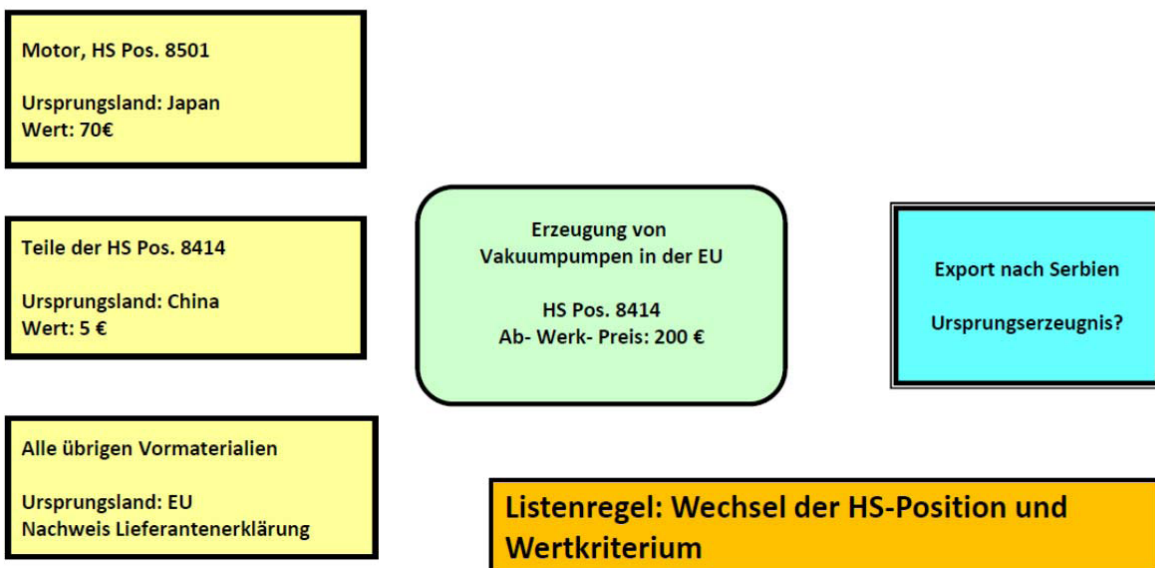 Motor, HS Pos. 8501
Ursprungsland: Japan
Wert: 70€
Teile der HS Pos. 8414
Ursprungsland: China
Wert: 5 €
Alle übrigen Vormaterialien
Ursprungsland: EU
Nachweis Lieferantenerklärung
Erzeugung von
Vakuumpumpen in der EU
HS Pos. 8414
Ab- Werk- Preis: 200 €
Export nach Serbien
Ursprungserzeugnis?
Listenregel: Wechsel der HS-Position und
Wertkriterium